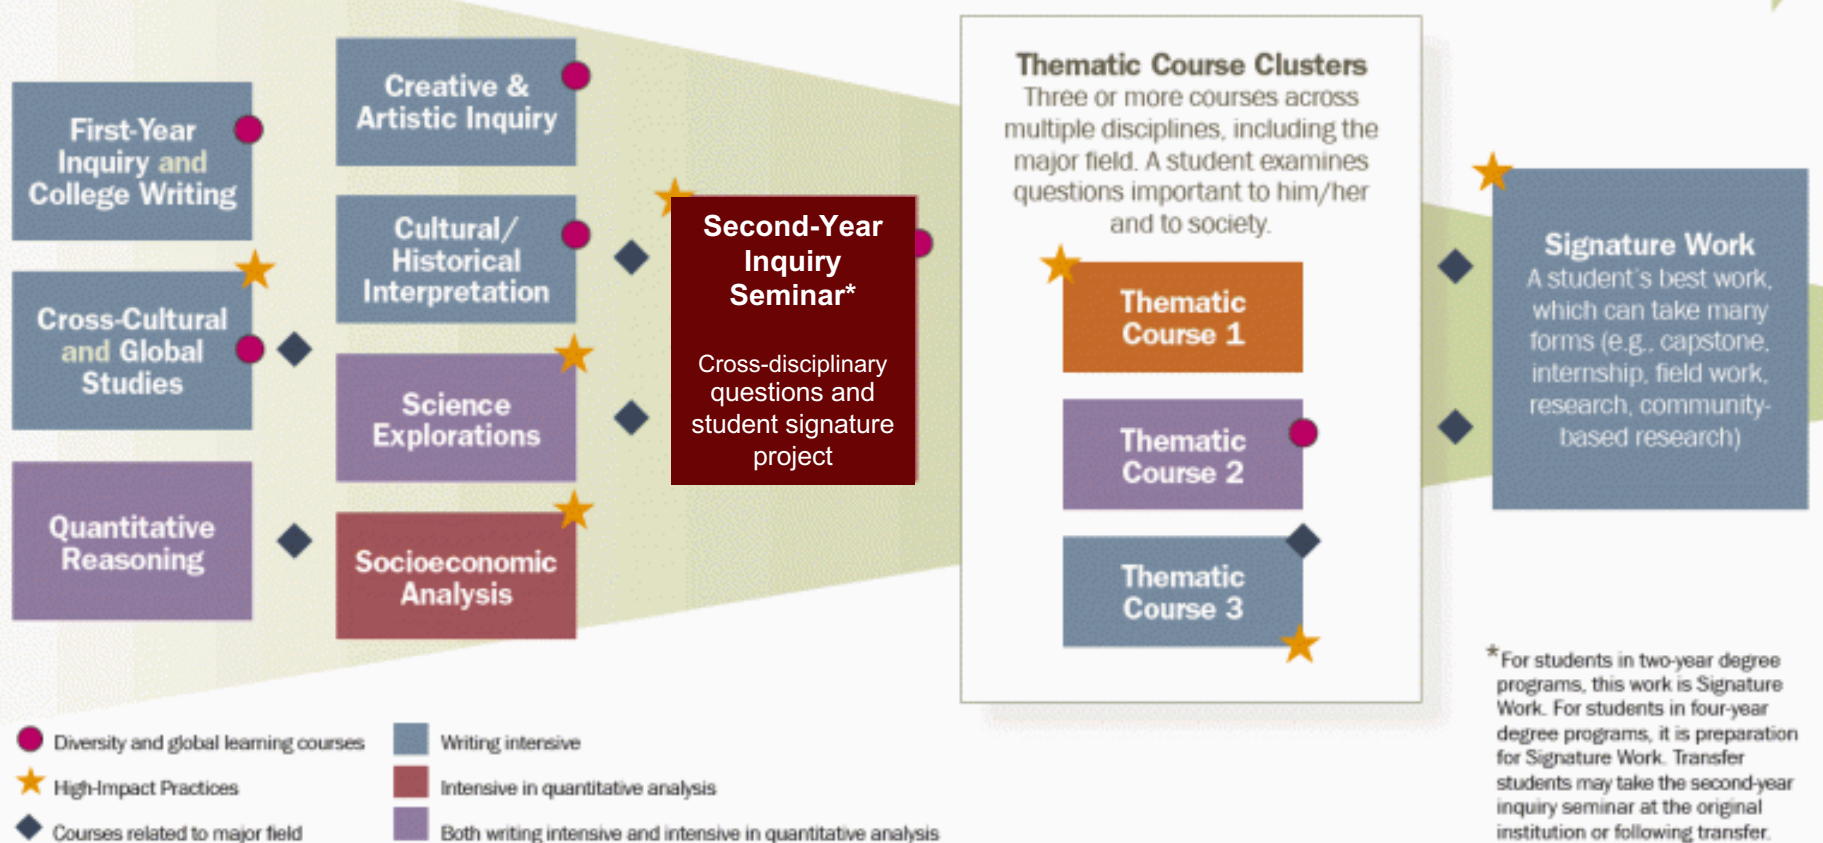 First-Year
Inquiry and
College Writing
Cross-Cultural
and Global
Studies
Quantitative
Reasoning
Creative &
Artistic Inquiry
Cultural/
Historical
Interpretation
Science
Explorations
Socioeconomic
Analysis
Second-Year
Inquiry
Seminar*
Cross-disciplinary
questions and
student signature
project
Thematic Course Clusters
Three or more courses across
multiple disciplines, including the
major field. A student examines
questions important to him/her
and to society.
Thematic
Course 1
Thematic
Course 2
Thematic
Course 3
Signature Work
A student's best work,
which can take many
forms (e.g., capstone,
internship, field work,
research, community-
based research)
*For students in two-year degree
programs, this work is Signature
Work. For students in four-year
degree programs, it is preparation
for Signature Work. Transfer
students may take the second-year
inquiry seminar at the original
institution or following transfer.
Diversity and global learning courses
High-Impact Practices
Courses related to major field
Writing intensive
Intensive in quantitative analysis
Both writing intensive and intensive in quantitative analysis